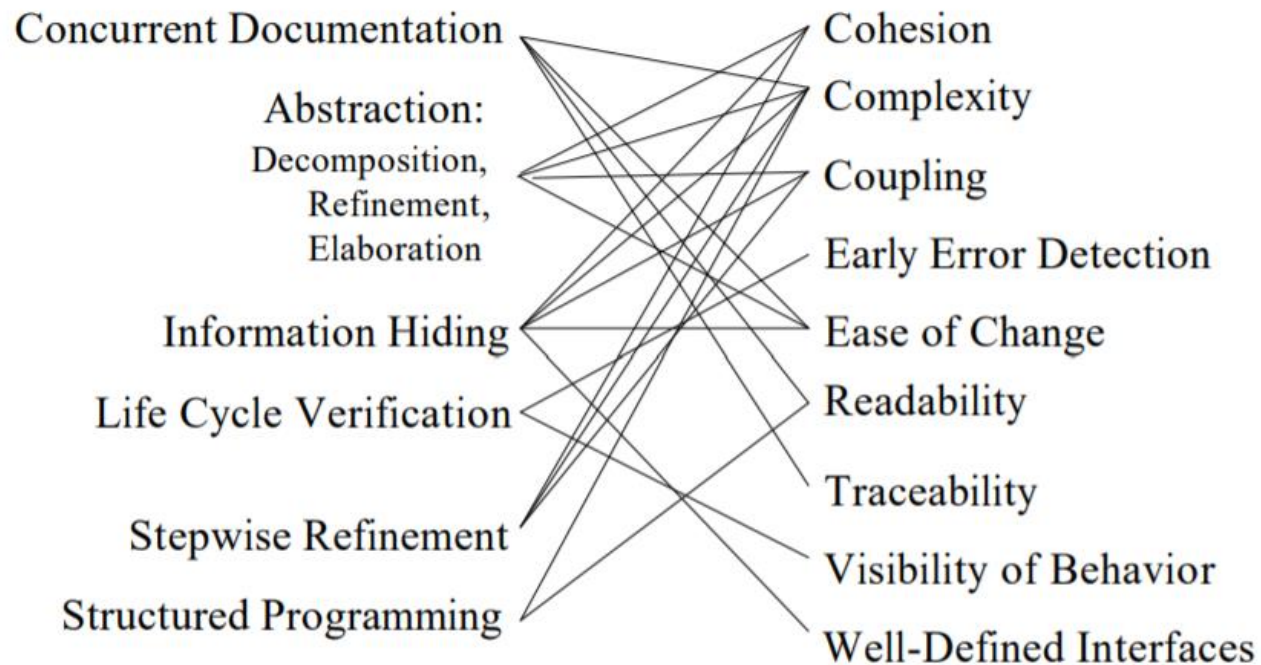 Concurrent Documentation
Abstraction:
Decomposition,
Refinement,
Elaboration
Information Hiding
Life Cycle Verification
Stepwise Refinement
Structured Programming
Cohesion
Complexity
Coupling
Early Error Detection
Ease of Change
Readability
Traceability
Visibility of Behavior
Well-Defined Interfaces